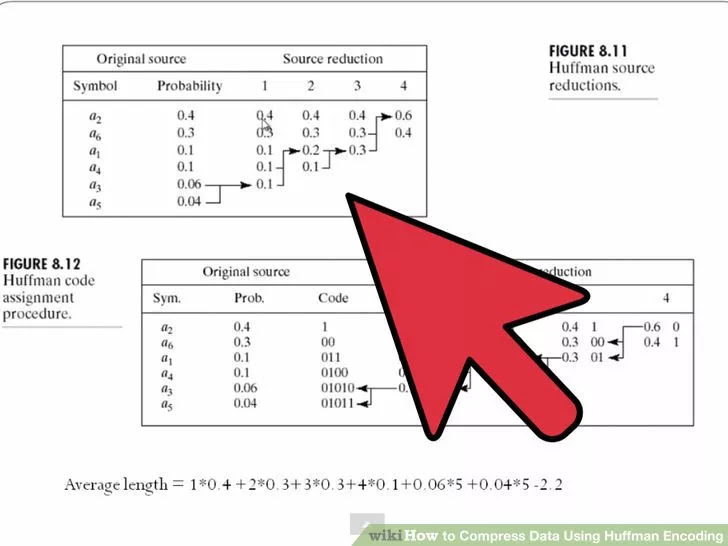 FIGURE 8.11
Huffman source
reductions.
Original source Source reduction
Symbol Probability 1 2 3 4
a2 0.4 0.4 0.4 0.4 0.6
a6 0.3 0.3 0.3 0.3 0.4
a1 0.1 0.1 0.2 0.3
a4 0.1 0.1 0.1
a3 0.06 0.1
a5 0.04
FIGURE 8.12
Huffman code
assignment
procedure.
Original source
Sym. Prob. Code 4
a2 0.4 1 0.4 1 0.6 0
a6 0.3 00 0.3 00 0.4 1
a1 0.1 011 0.3 01
a4 0.1 0100
a3 0.06 01010
a5 0.04 01011
Average length = 1*0.4 +2*0.3+3*0.3+4*0.1+0.06*5 +0.04*5 -2.2
wikiHow to Compress Data Using Huffman Encoding